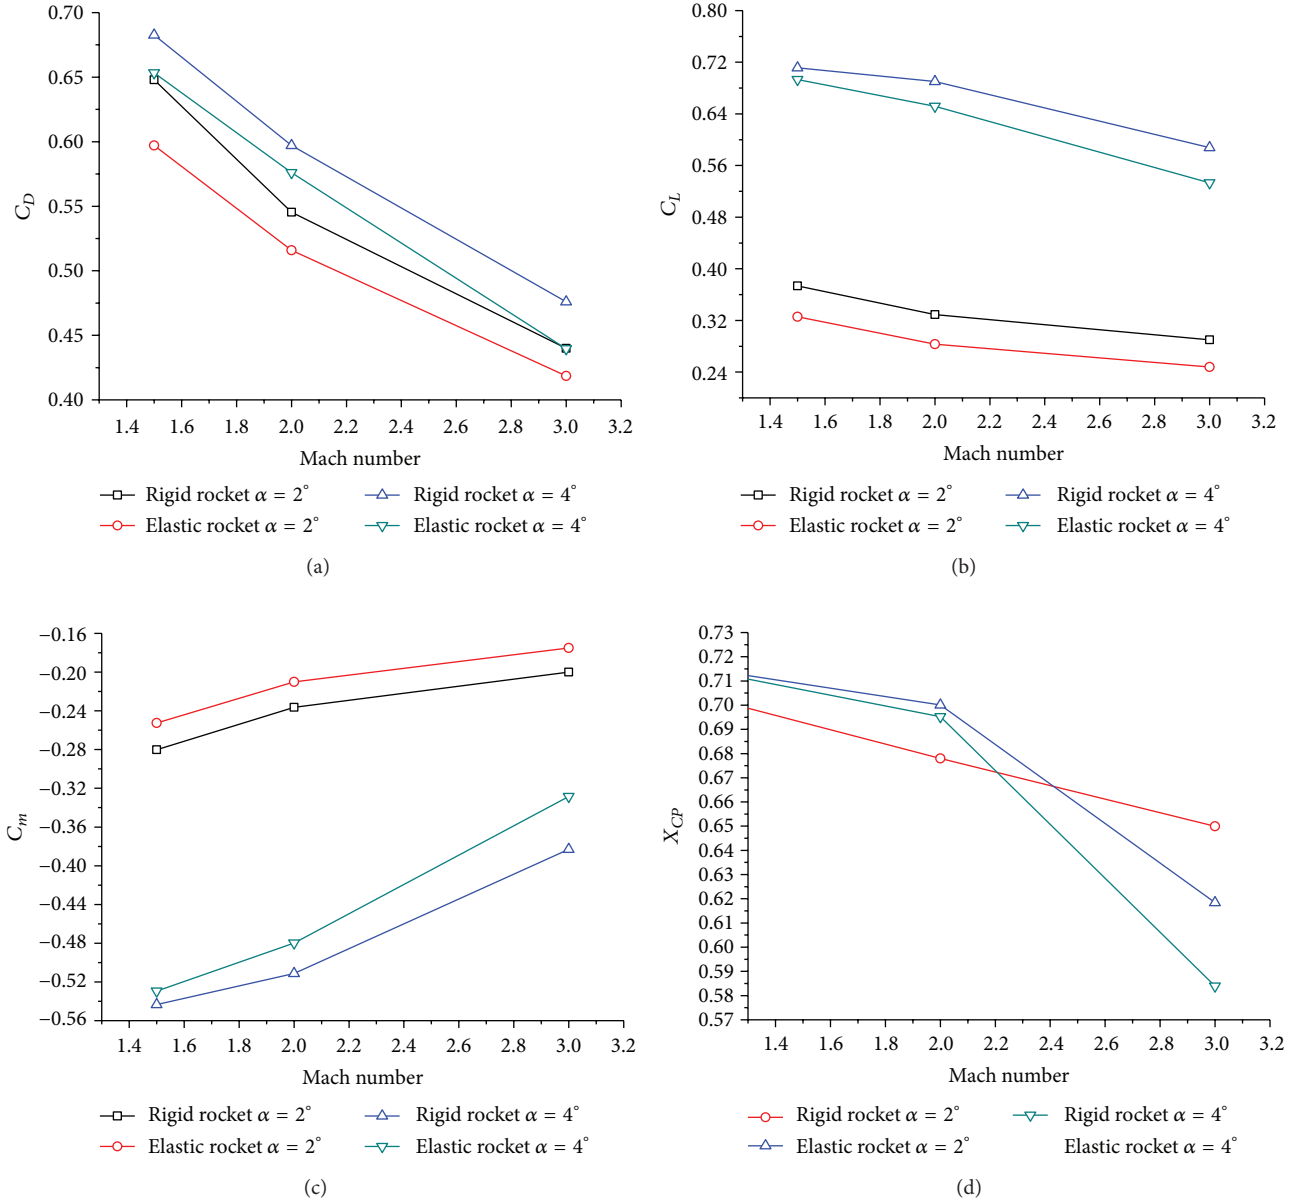 0.70
0.65
0.60
0.55
0.50
0.45
0.40
C_D
1.4 1.6 1.8 2.0 2.2 2.4 2.6 2.8 3.0 3.2
Mach number
Rigid rocket α = 2° Rigid rocket α = 4°
Elastic rocket α = 2° Elastic rocket α = 4°
(a)
0.80
0.72
0.64
0.56
0.48
0.40
0.32
0.24
C_L
1.4 1.6 1.8 2.0 2.2 2.4 2.6 2.8 3.0 3.2
Mach number
Rigid rocket α = 2° Rigid rocket α = 4°
Elastic rocket α = 2° Elastic rocket α = 4°
(b)
−0.16
−0.20
−0.24
−0.28
−0.32
−0.36
−0.40
−0.44
−0.48
−0.52
−0.56
C_m
1.4 1.6 1.8 2.0 2.2 2.4 2.6 2.8 3.0 3.2
Mach number
Rigid rocket α = 2° Rigid rocket α = 4°
Elastic rocket α = 2° Elastic rocket α = 4°
(c)
0.73
0.72
0.71
0.70
0.69
0.68
0.67
0.66
0.65
0.64
0.63
0.62
0.61
0.60
0.59
0.58
0.57
X_CP
1.4 1.6 1.8 2.0 2.2 2.4 2.6 2.8 3.0 3.2
Mach number
Rigid rocket α = 2° Rigid rocket α = 4°
Elastic rocket α = 2° Elastic rocket α = 4°
(d)